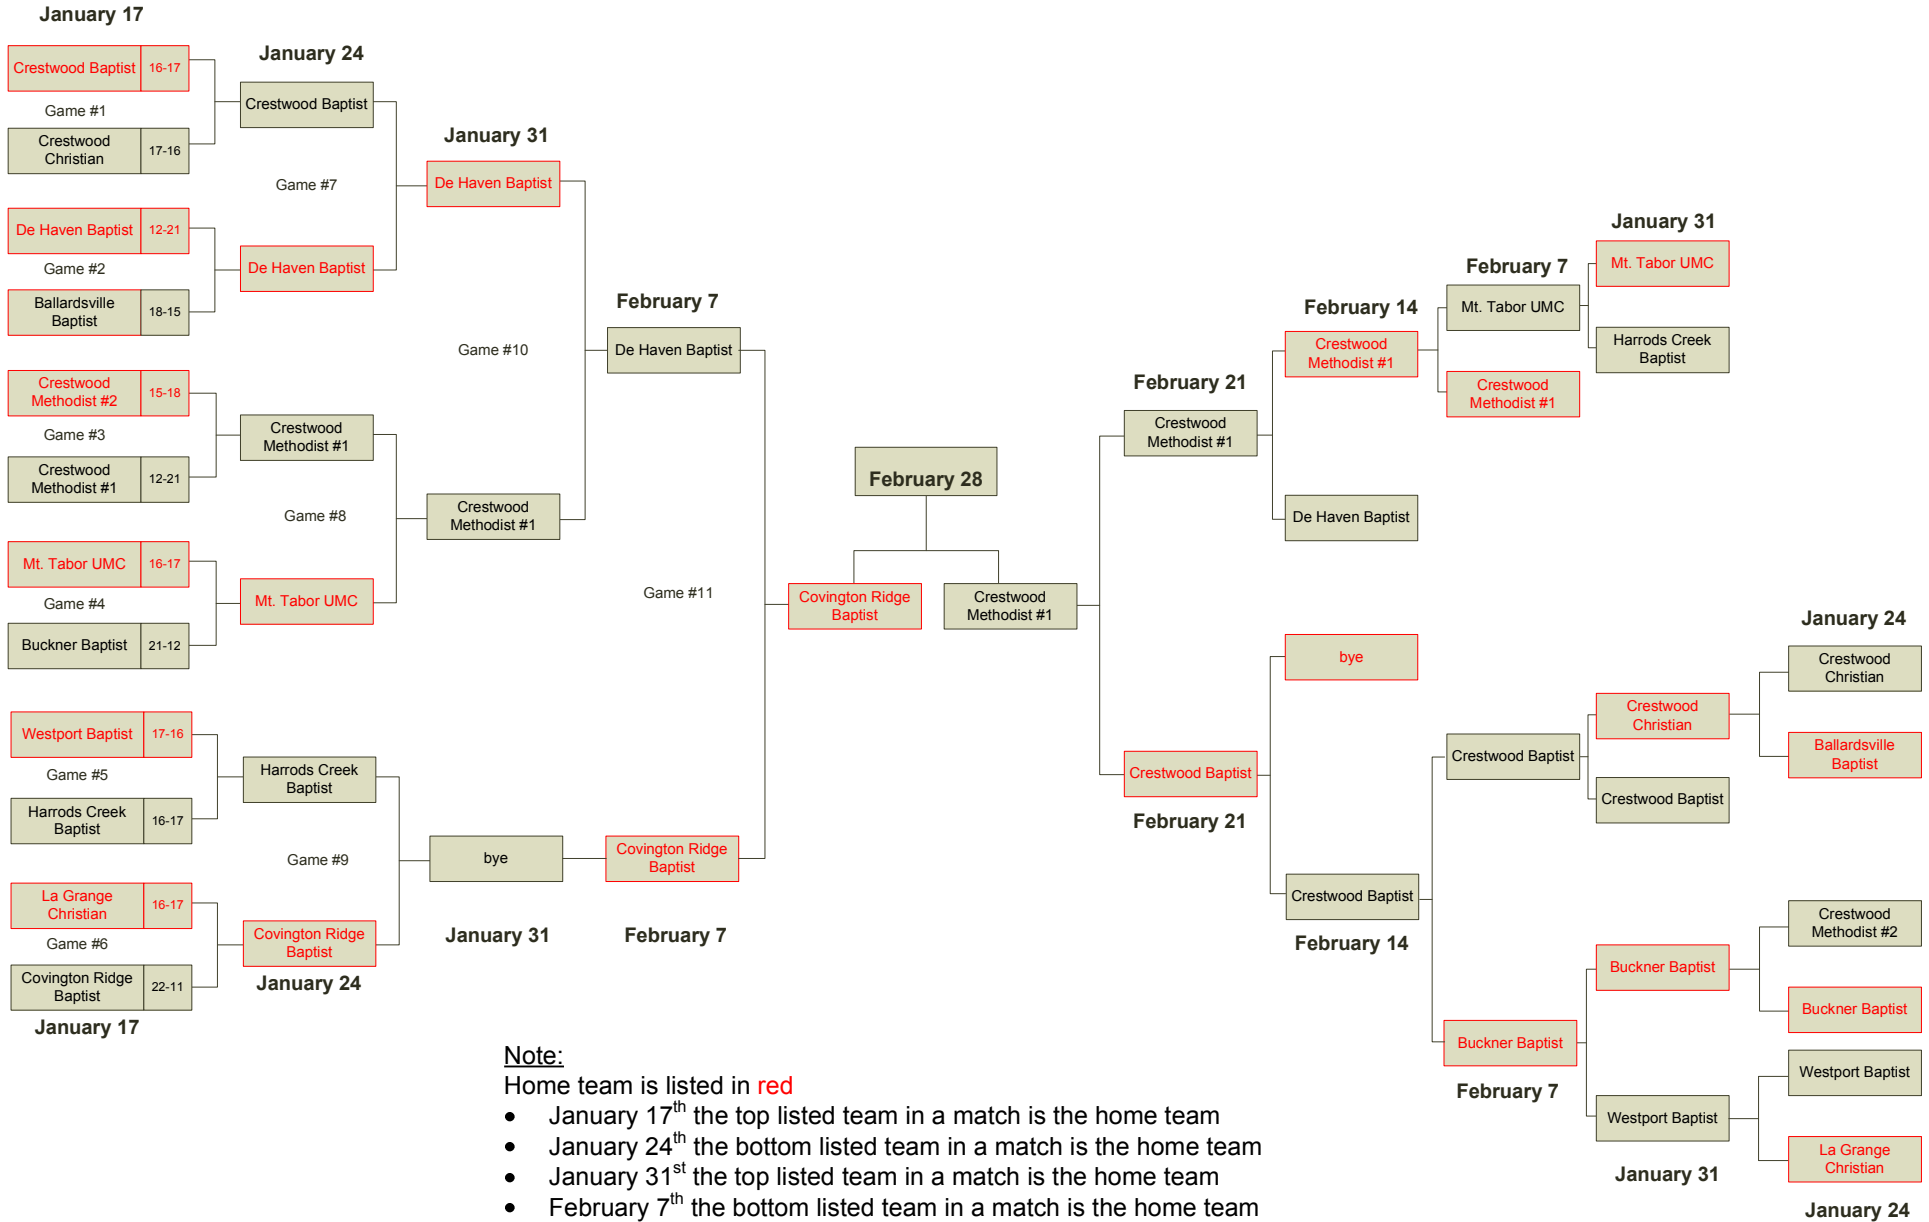 January 17
January 24
Crestwood Baptist 16-17
Game #1
Crestwood
Christian 17-16
Crestwood Baptist
January 31
Game #7
De Haven Baptist
De Haven Baptist 12-21
Game #2
Ballardsville
Baptist 18-15
De Haven Baptist
February 7
Game #10
De Haven Baptist
Crestwood
Methodist #2 15-18
Game #3
Crestwood
Methodist #1 12-21
Crestwood
Methodist #1
Game #8
Crestwood
Methodist #1
Mt. Tabor UMC 16-17
Game #4
Buckner Baptist 21-12
Mt. Tabor UMC
Game #11
Westport Baptist 17-16
Game #5
Harrods Creek
Baptist 16-17
Harrods Creek
Baptist
Game #9
bye
Covington Ridge
Baptist
La Grange
Christian 16-17
Game #6
Covington Ridge
Baptist 22-11
Covington Ridge
Baptist
January 17
January 24
January 31
February 7
February 28
Covington Ridge
Baptist
Crestwood
Methodist #1
January 31
Mt. Tabor UMC
Harrods Creek
Baptist
February 7
Mt. Tabor UMC
Crestwood
Methodist #1
February 14
Crestwood
Methodist #1
De Haven Baptist
February 21
Crestwood
Methodist #1
bye
Crestwood Baptist
February 21
Crestwood Baptist
February 14
January 24
Crestwood
Christian
Ballardsville
Baptist
Crestwood
Christian
Crestwood Baptist
Crestwood Baptist
Crestwood
Methodist #2
Buckner Baptist
Buckner Baptist
Buckner Baptist
February 7
Westport Baptist
Westport Baptist
La Grange
Christian
January 31
January 24
Note:
Home team is listed in red
• January 17th the top listed team in a match is the home team
• January 24th the bottom listed team in a match is the home team
• January 31st the top listed team in a match is the home team
• February 7th the bottom listed team in a match is the home team